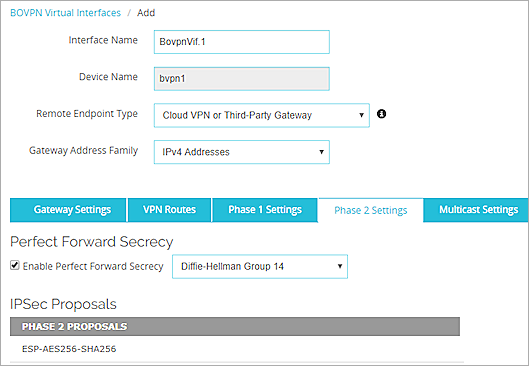 BOVPN Virtual Interfaces / Add
Interface Name BovpnVif.1
Device Name bvpn1
Remote Endpoint Type Cloud VPN or Third-Party Gateway
Gateway Address Family IPv4 Addresses
Gateway Settings VPN Routes Phase 1 Settings Phase 2 Settings Multicast Settings
Perfect Forward Secrecy
Enable Perfect Forward Secrecy Diffie-Hellman Group 14
IPSec Proposals
PHASE 2 PROPOSALS
ESP-AES256-SHA256